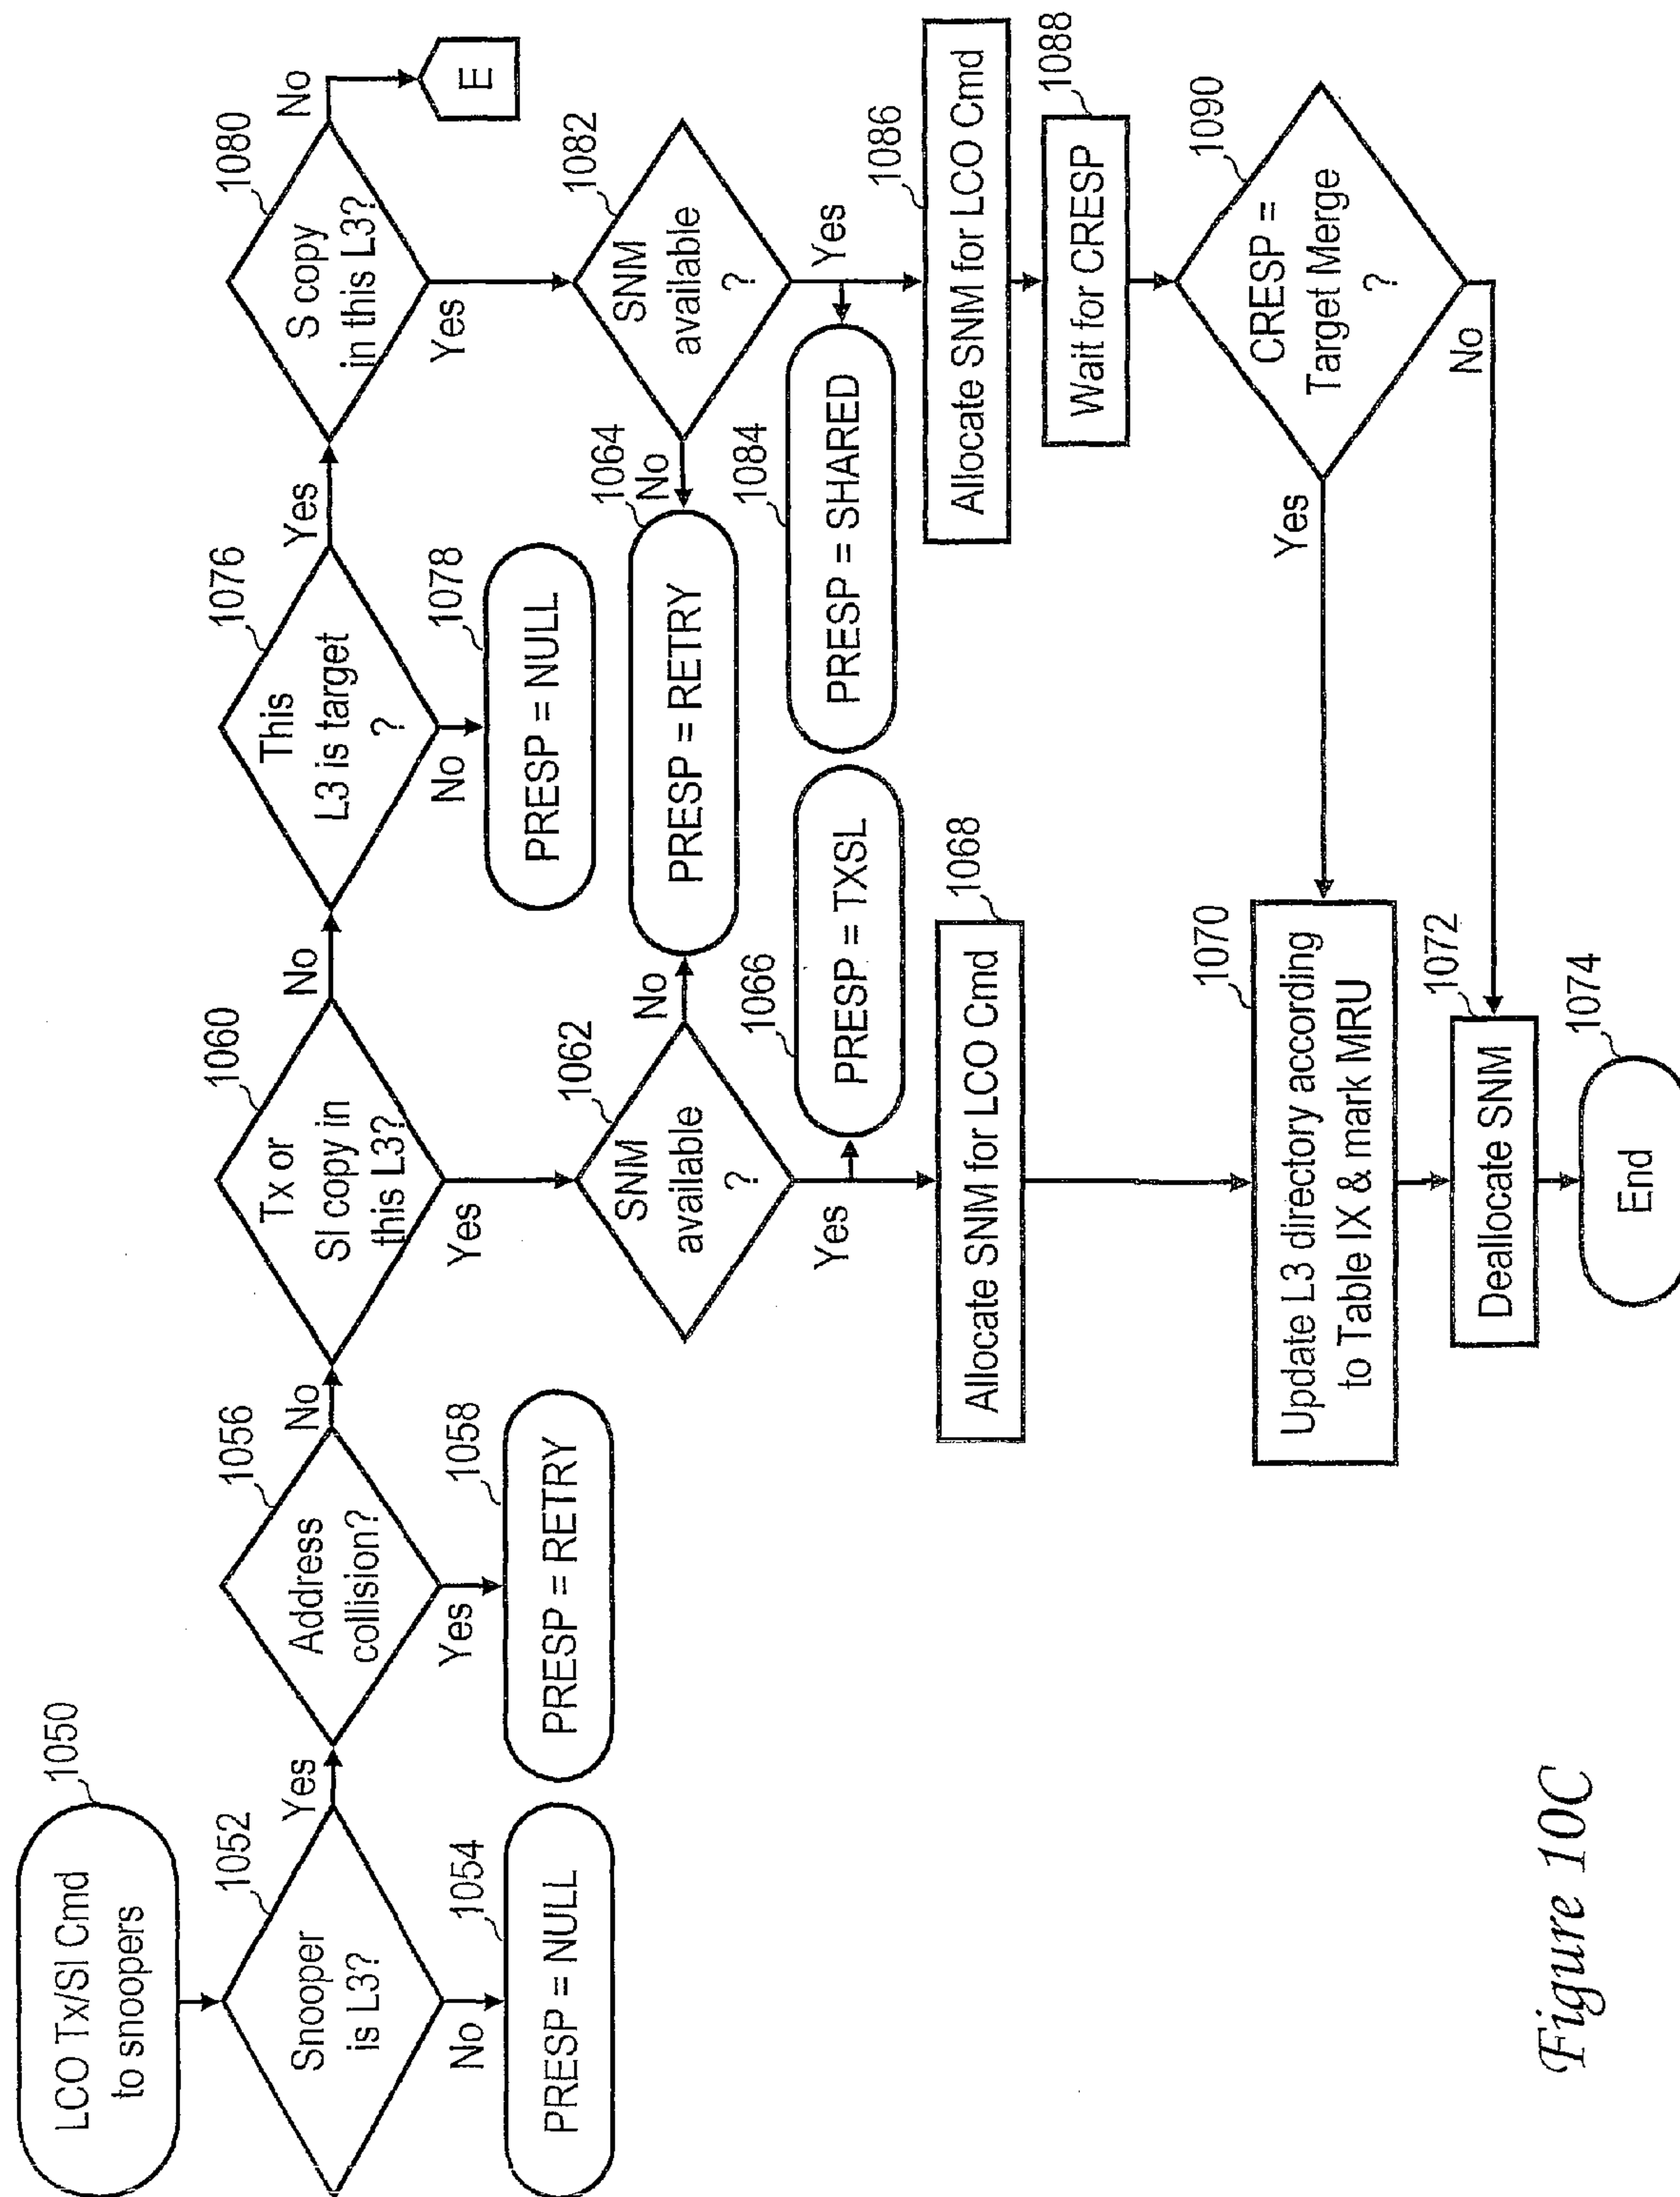 1050
LCO Tx/SI Cmd
to snoopers
1052
Snooper
is L3?
Yes
No
1054
PRESP = NULL
1056
Address
collision?
No
Yes
1058
PRESP = RETRY
1060
Tx or
SI copy in
this L3?
No
Yes
1062
SNM
available
?
No
Yes
1064
PRESP = RETRY
1066
PRESP = TXSL
1068
Allocate SNM for LCO Cmd
1070
Update L3 directory according
to Table IX & mark MRU
1072
Deallocate SNM
1074
End
1076
This
L3 is target
?
Yes
No
1078
PRESP = NULL
1080
S copy
in this L3?
No
E
Yes
1082
SNM
available
?
No
Yes
1084
PRESP = SHARED
1086
Allocate SNM for LCO Cmd
1088
Wait for CRESP
1090
CRESP =
Target Merge
?
Yes
No
Figure 10C